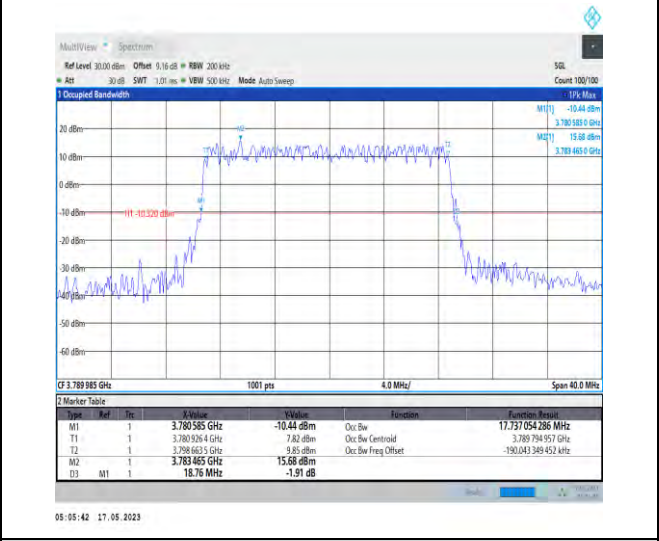 MultiView Spectrum
Ref Level 30.00 dBm Offset 9.16 dB RBW 200 kHz SGL
Att 30 dB SWT 1.01 ms VBW 500 kHz Mode Auto Sweep Count 100/100
1 Occupied Bandwidth 1Pk Max
M1[1] -10.44 dBm
3.780 585 0 GHz
M2[1] 15.68 dBm
3.783 465 0 GHz
20 dBm
M2
T1 T2
10 dBm
0 dBm
M1
-10 dBm H1 -10.320 dBm
-20 dBm
-30 dBm
-40 dBm
-50 dBm
-60 dBm
CF 3.789 985 GHz 1001 pts 4.0 MHz/ Span 40.0 MHz
2 Marker Table
Type Ref Trc X-Value Y-Value Function Function Result
M1 1 3.780 585 GHz -10.44 dBm Occ Bw 17.737 054 286 MHz
T1 1 3.780 926 4 GHz 7.82 dBm Occ Bw Centroid 3.789 794 957 GHz
T2 1 3.798 663 5 GHz 9.85 dBm Occ Bw Freq Offset -190.043 349 452 kHz
M2 1 3.783 465 GHz 15.68 dBm
D3 M1 1 18.76 MHz -1.91 dB
05:05:42 17.05.2023